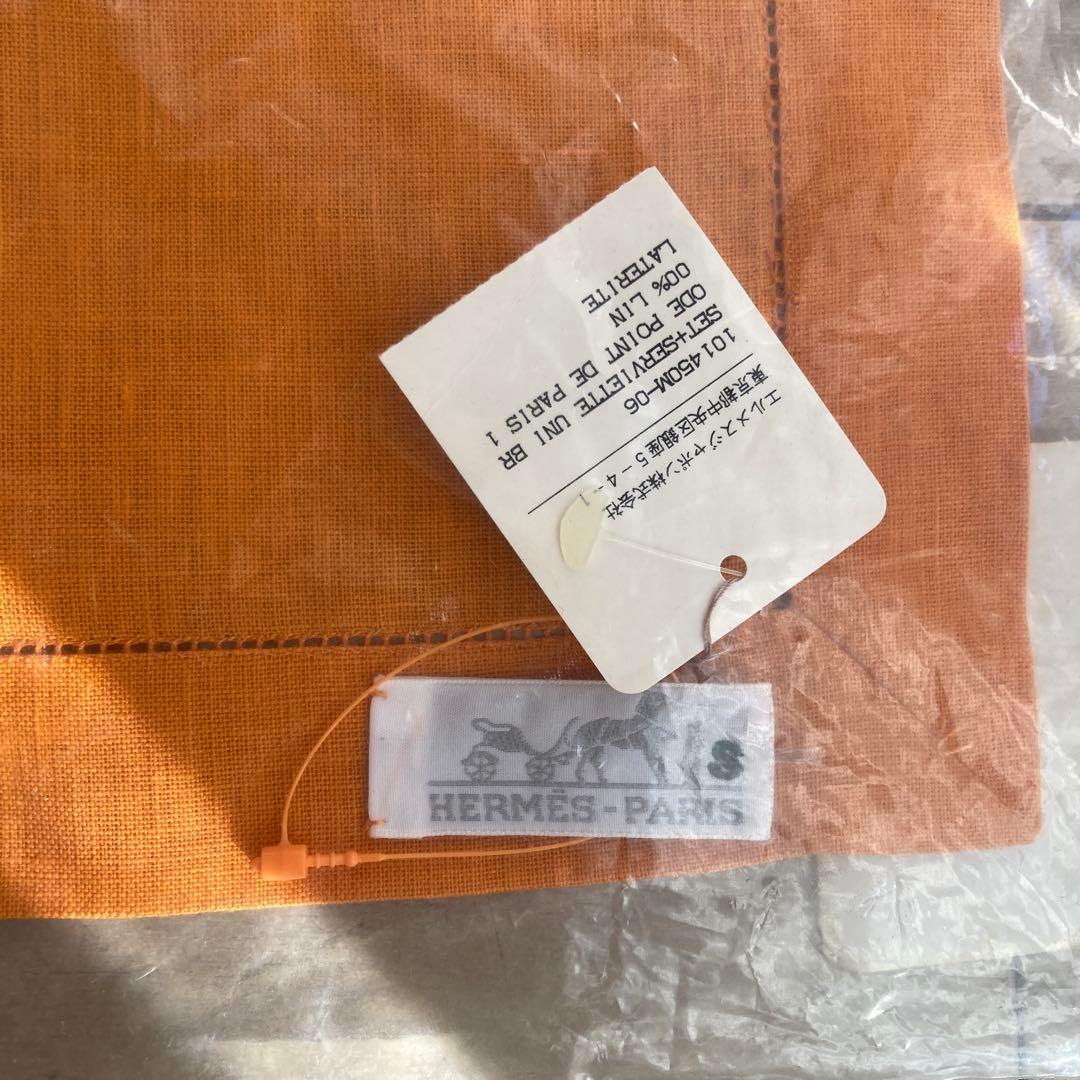 エルメスジャポン株式会社
東京都中央区銀座5-4-1
101450M-06
SET+SERVIETTE UNI BR
ODE POINT DE PARIS 1
00% LIN
LATERITE
HERMĒS-PARIS
S